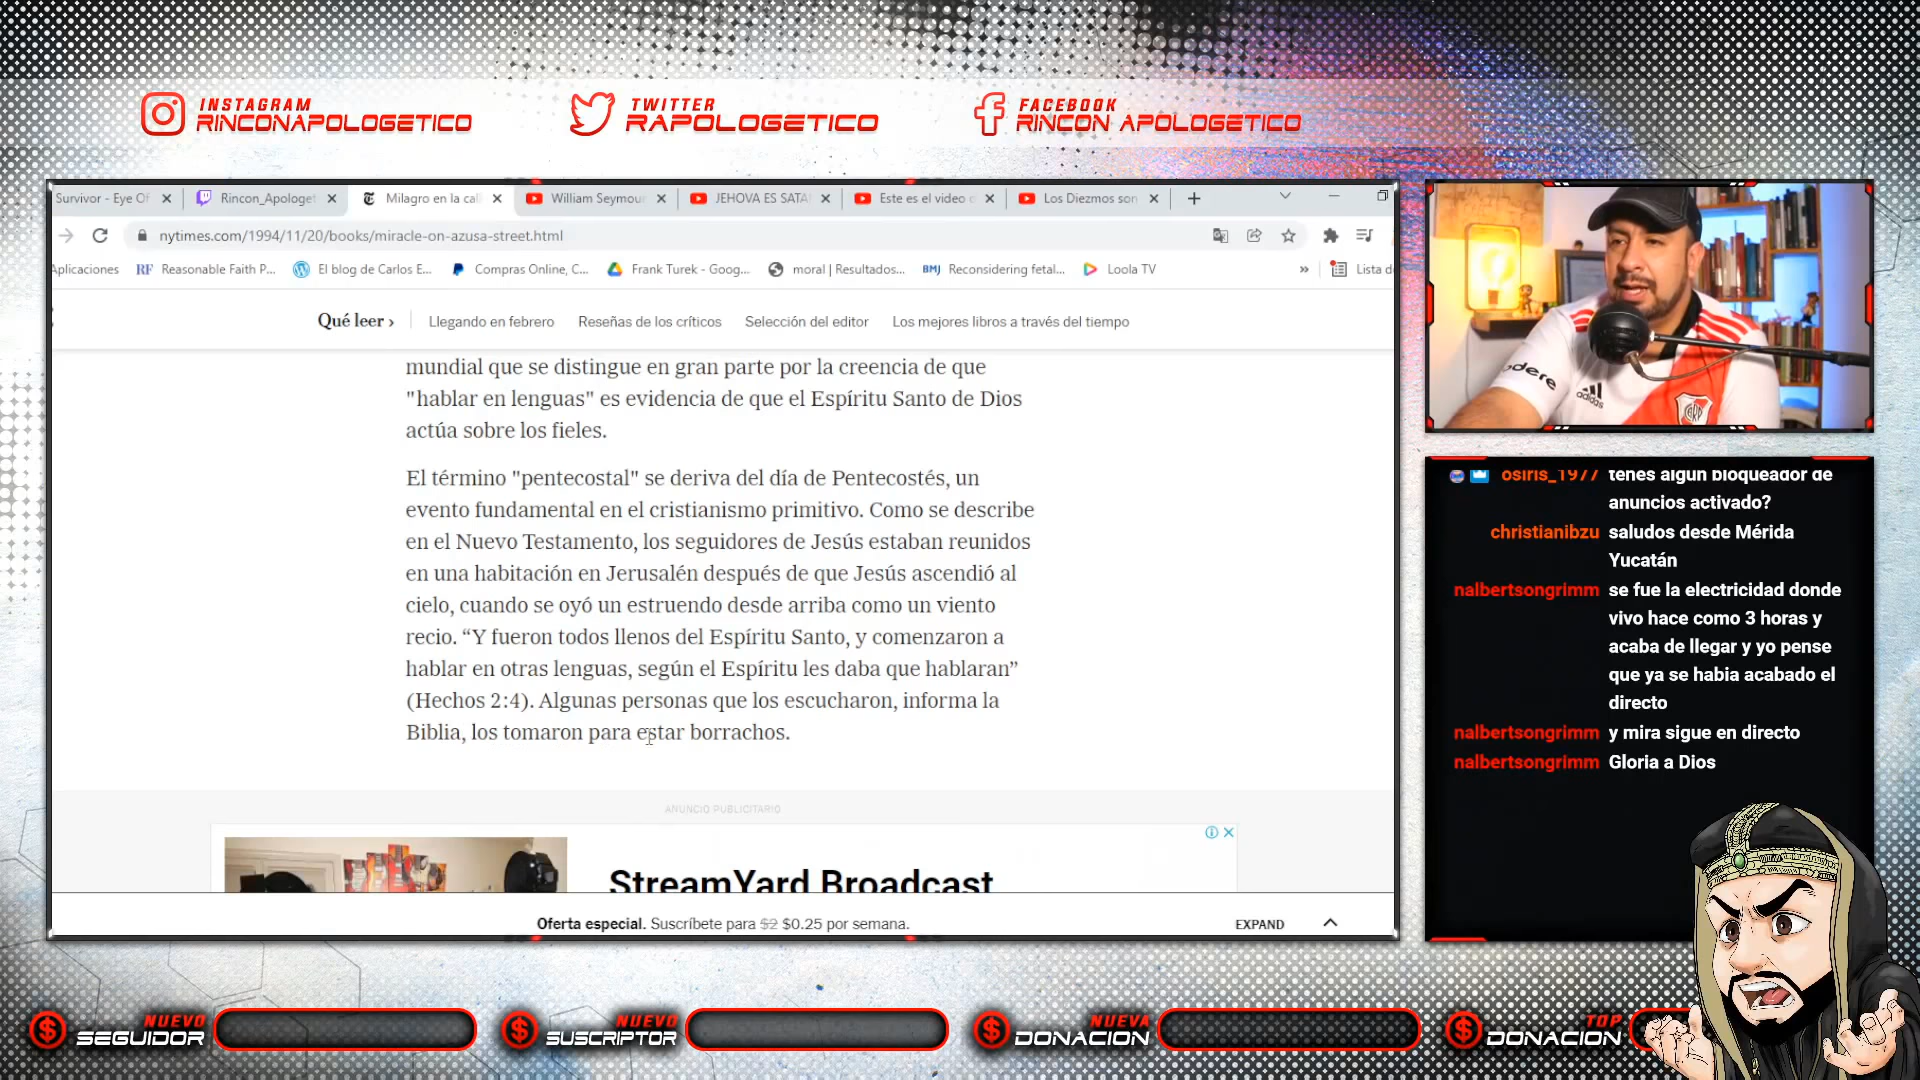 INSTAGRAM
RINCONAPOLOGETICO
TWITTER
RAPOLOGETICO
FACEBOOK
RINCON APOLOGETICO
Survivor - Eye Of
Rincon_Apologet
Milagro en la call
William Seymour
JEHOVA ES SATA
Este es el video d
Los Diezmos son
nytimes.com/1994/11/20/books/miracle-on-azusa-street.html
Aplicaciones
RF Reasonable Faith P...
El blog de Carlos E...
Compras Online, C...
Frank Turek - Goog...
moral | Resultados...
BMJ Reconsidering fetal...
Loola TV
»
Lista de
Qué leer ›
Llegando en febrero
Reseñas de los críticos
Selección del editor
Los mejores libros a través del tiempo
mundial que se distingue en gran parte por la creencia de que
"hablar en lenguas" es evidencia de que el Espíritu Santo de Dios
actúa sobre los fieles.
El término "pentecostal" se deriva del día de Pentecostés, un
evento fundamental en el cristianismo primitivo. Como se describe
en el Nuevo Testamento, los seguidores de Jesús estaban reunidos
en una habitación en Jerusalén después de que Jesús ascendió al
cielo, cuando se oyó un estruendo desde arriba como un viento
recio. “Y fueron todos llenos del Espíritu Santo, y comenzaron a
hablar en otras lenguas, según el Espíritu les daba que hablaran”
(Hechos 2:4). Algunas personas que los escucharon, informa la
Biblia, los tomaron para estar borrachos.
ANUNCIO PUBLICITARIO
StreamYard Broadcast
Oferta especial. Suscríbete para $2 $0.25 por semana.
EXPAND
adidas
CARP
osiris_1977 tenes algun bloqueador de
anuncios activado?
christianibzu saludos desde Mérida
Yucatán
nalbertsongrimm se fue la electricidad donde
vivo hace como 3 horas y
acaba de llegar y yo pense
que ya se habia acabado el
directo
nalbertsongrimm y mira sigue en directo
nalbertsongrimm Gloria a Dios
NUEVO
SEGUIDOR
NUEVO
SUSCRIPTOR
NUEVA
DONACION
TOP
DONACION